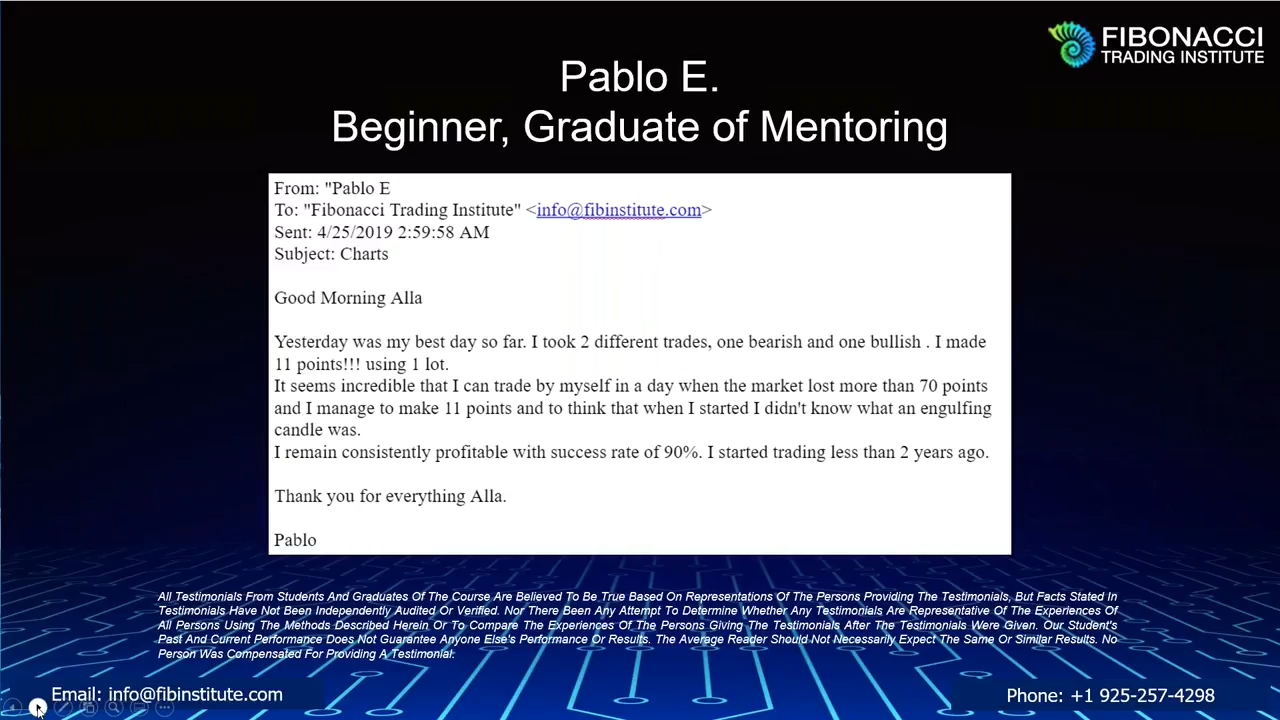 FIBONACCI
TRADING INSTITUTE
Pablo E.
Beginner, Graduate of Mentoring
From: "Pablo E
To: "Fibonacci Trading Institute" <info@fibinstitute.com>
Sent: 4/25/2019 2:59:58 AM
Subject: Charts
Good Morning Alla
Yesterday was my best day so far. I took 2 different trades, one bearish and one bullish . I made
11 points!!! using 1 lot.
It seems incredible that I can trade by myself in a day when the market lost more than 70 points
and I manage to make 11 points and to think that when I started I didn't know what an engulfing
candle was.
I remain consistently profitable with success rate of 90%. I started trading less than 2 years ago.
Thank you for everything Alla.
Pablo
All Testimonials From Students And Graduates Of The Course Are Believed To Be True Based On Representations Of The Persons Providing The Testimonials, But Facts Stated In
Testimonials Have Not Been Independently Audited Or Verified. Nor There Been Any Attempt To Determine Whether Any Testimonials Are Representative Of The Experiences Of
All Persons Using The Methods Described Herein Or To Compare The Experiences Of The Persons Giving The Testimonials After The Testimonials Were Given. Our Student's
Past And Current Performance Does Not Guarantee Anyone Else's Performance Or Results. The Average Reader Should Not Necessarily Expect The Same Or Similar Results. No
Person Was Compensated For Providing A Testimonial.
Email: info@fibinstitute.com
Phone: +1 925-257-4298